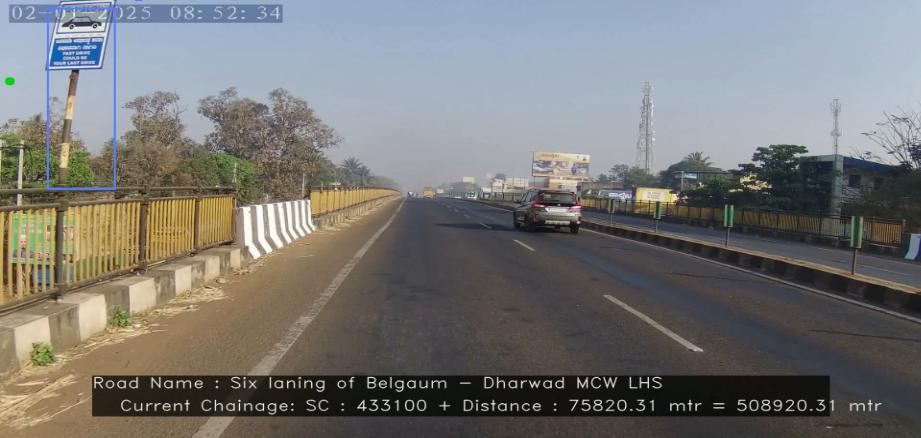 02-01-2025 08:52:34
FAST DRIVE
COULD BE
YOUR LAST DRIVE
Road Name : Six laning of Belgaum - Dharwad MCW LHS
Current Chainage: SC : 433100 + Distance : 75820.31 mtr = 508920.31 mtr